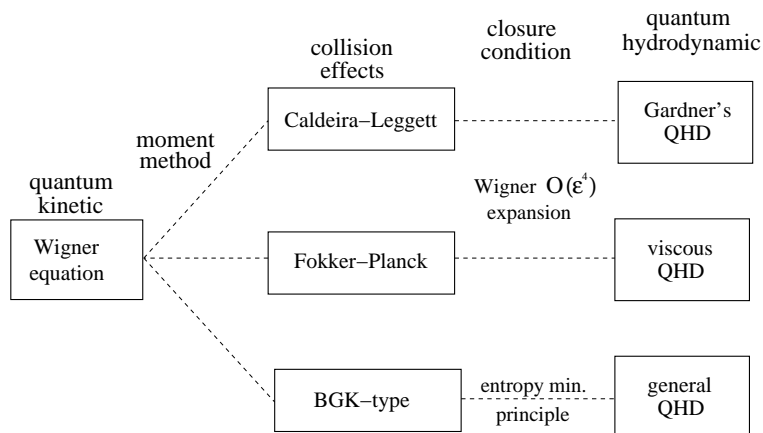 collision
effects
closure
condition
quantum
hydrodynamic
moment
method
quantum
kinetic
Wigner
equation
Caldeira−Leggett
Gardner's
QHD
Wigner O(ε⁴)
expansion
Fokker−Planck
viscous
QHD
BGK−type
entropy min.
principle
general
QHD